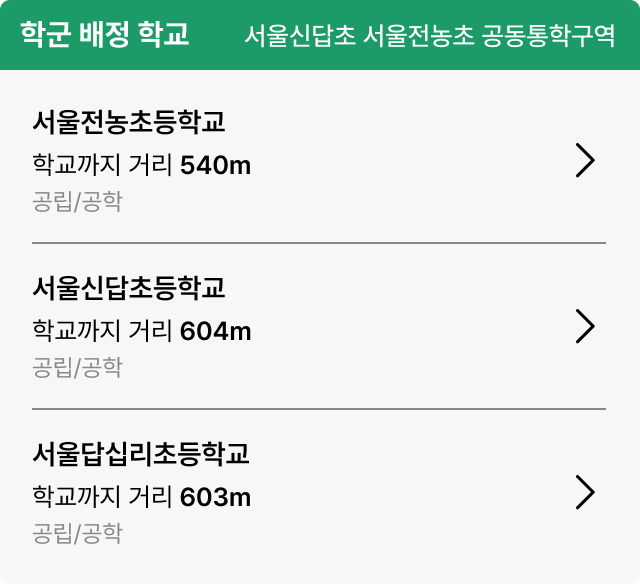 학군 배정 학교
서울신답초 서울전농초 공동통학구역
서울전농초등학교
학교까지 거리 540m
공립/공학
서울신답초등학교
학교까지 거리 604m
공립/공학
서울답십리초등학교
학교까지 거리 603m
공립/공학